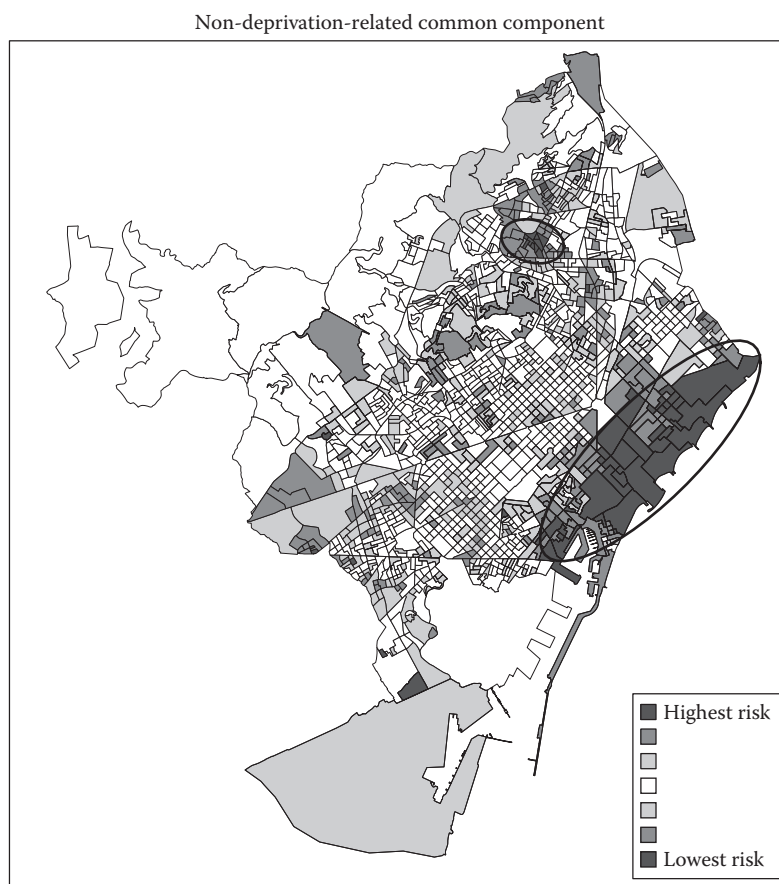 Non-deprivation-related common component
Highest risk
Lowest risk